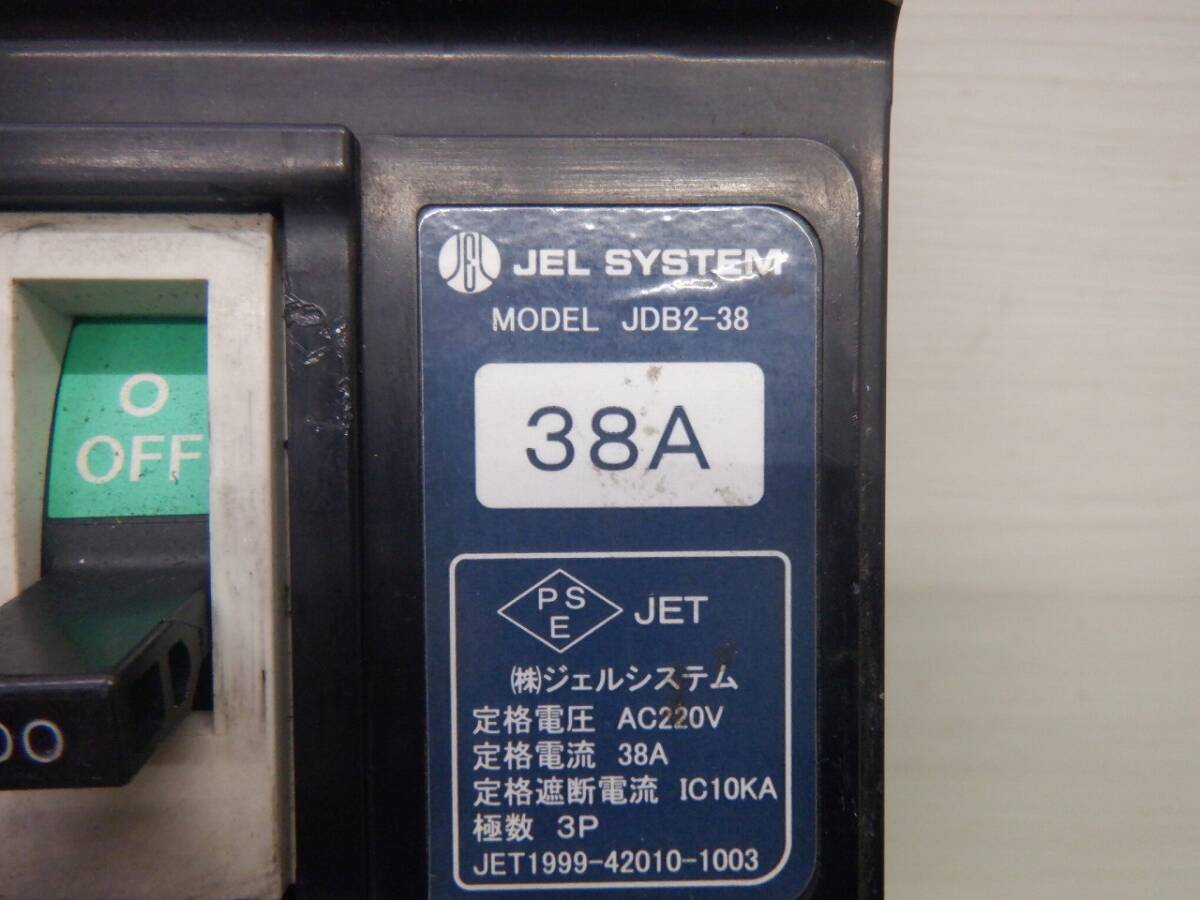 JEL
JEL SYSTEM
MODEL JDB2-38
38A
O
OFF
PS
E
JET
㈱ジェルシステム
定格電圧 AC220V
定格電流 38A
定格遮断電流 IC10KA
極数 3P
JET1999-42010-1003
00